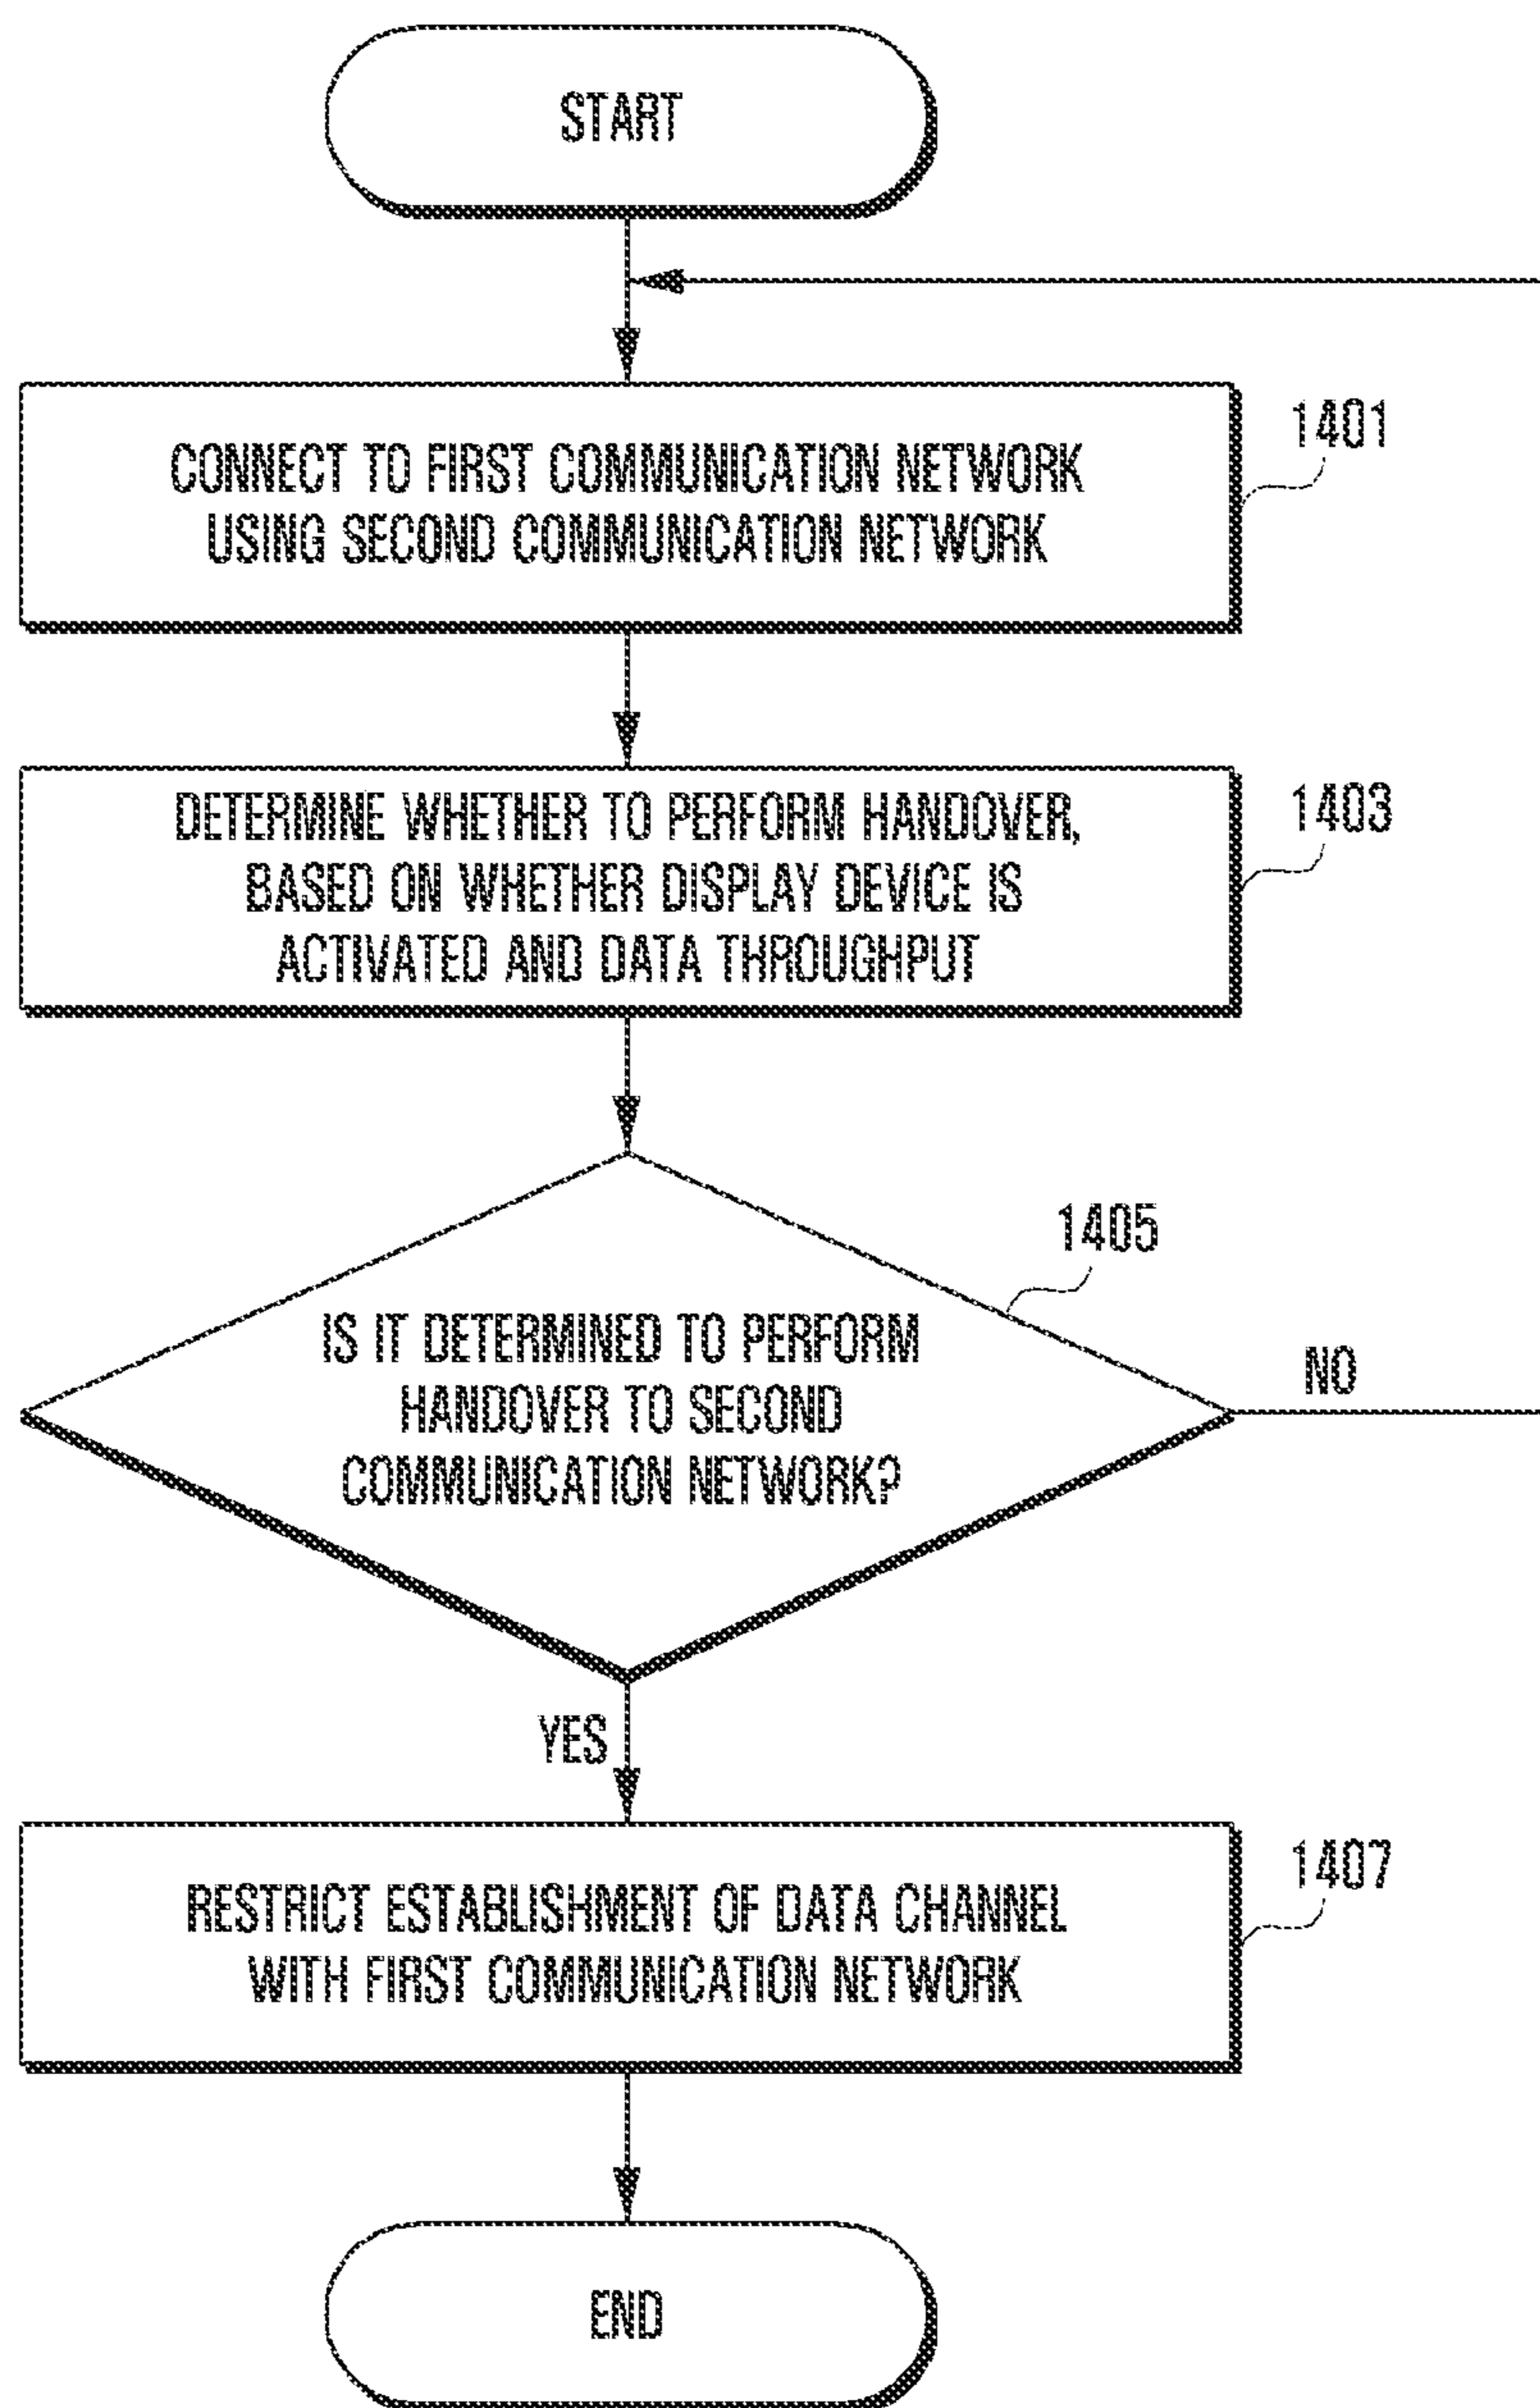 START
CONNECT TO FIRST COMMUNICATION NETWORK
USING SECOND COMMUNICATION NETWORK
1401
DETERMINE WHETHER TO PERFORM HANDOVER,
BASED ON WHETHER DISPLAY DEVICE IS
ACTIVATED AND DATA THROUGHPUT
1403
1405
IS IT DETERMINED TO PERFORM
HANDOVER TO SECOND
COMMUNICATION NETWORK?
NO
YES
RESTRICT ESTABLISHMENT OF DATA CHANNEL
WITH FIRST COMMUNICATION NETWORK
1407
END